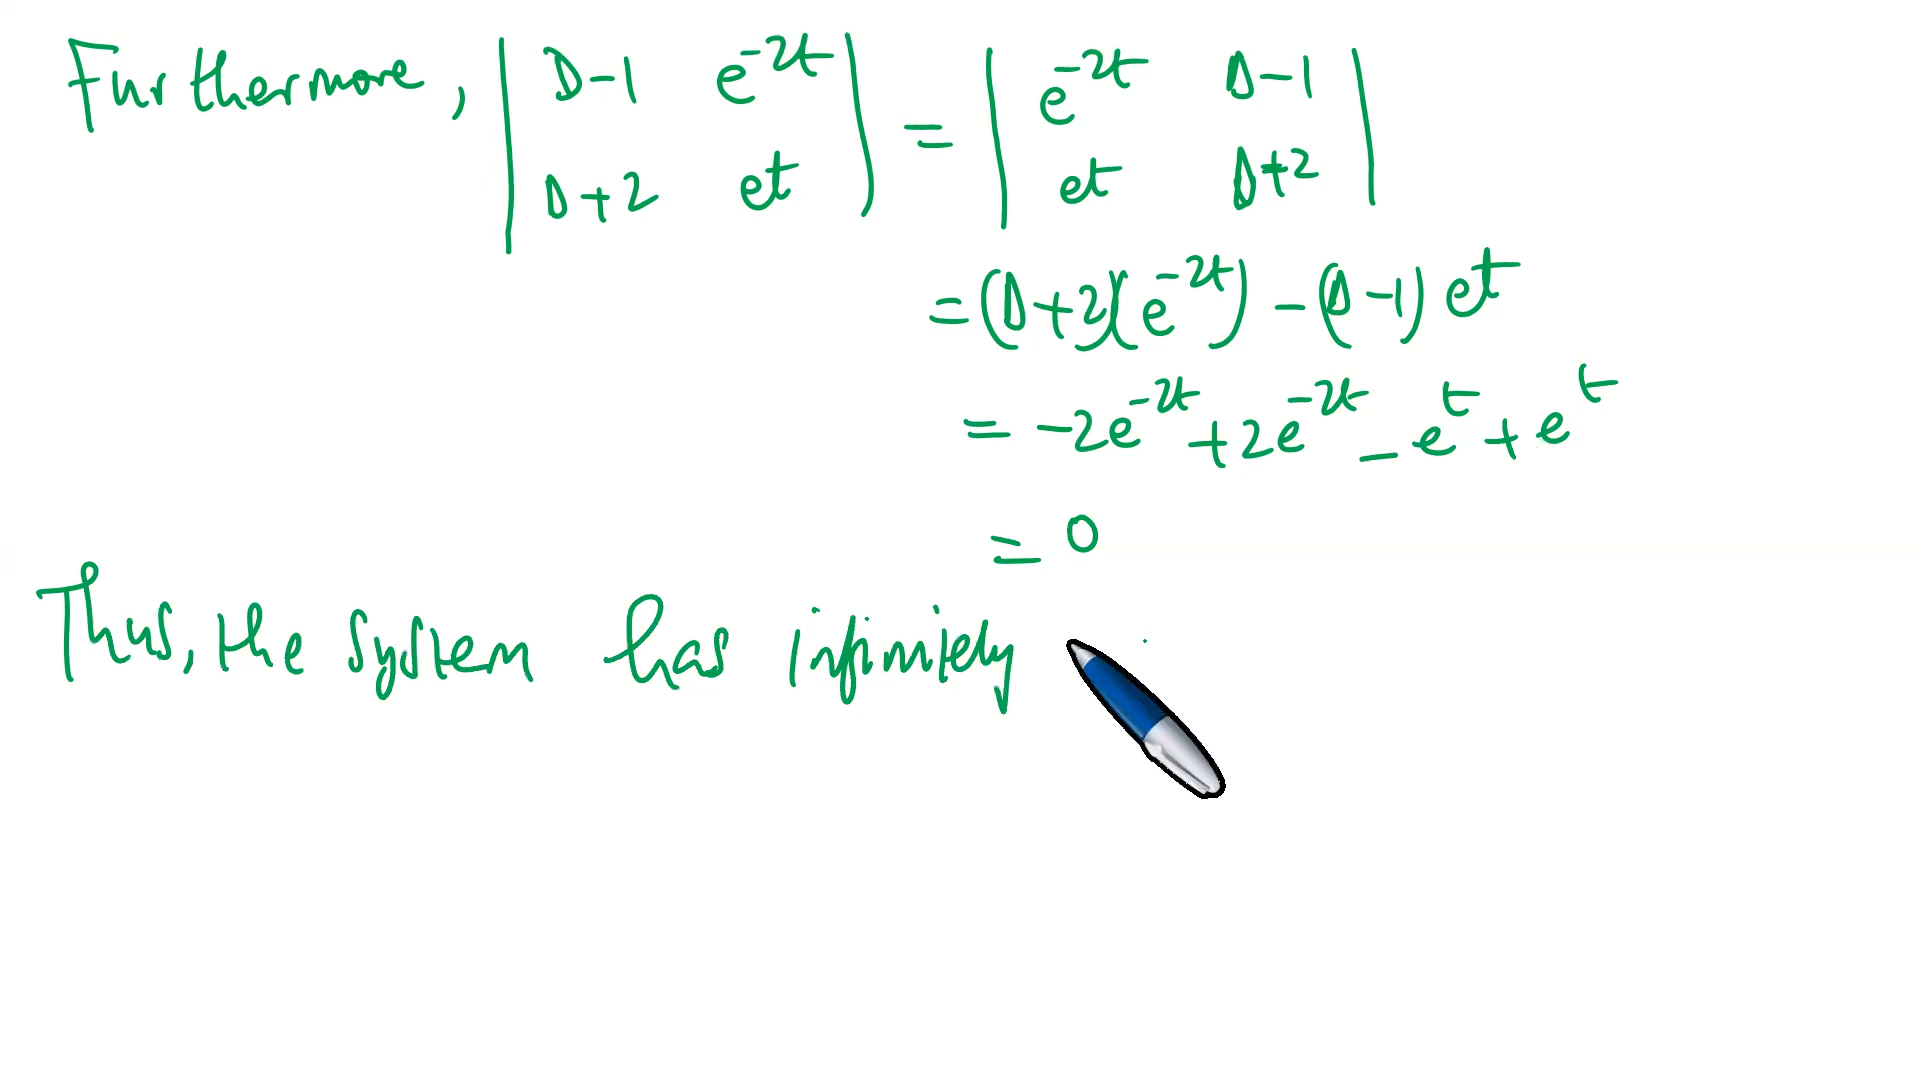 Furthermore, | D-1 e^{-2t} | = | e^{-2t} D-1 |
| D+2 e^t | | e^t D+2 |
= (D+2)(e^{-2t}) - (D-1) e^t
= -2e^{-2t} + 2e^{-2t} - e^t + e^t
= 0
Thus, the system has infinitely